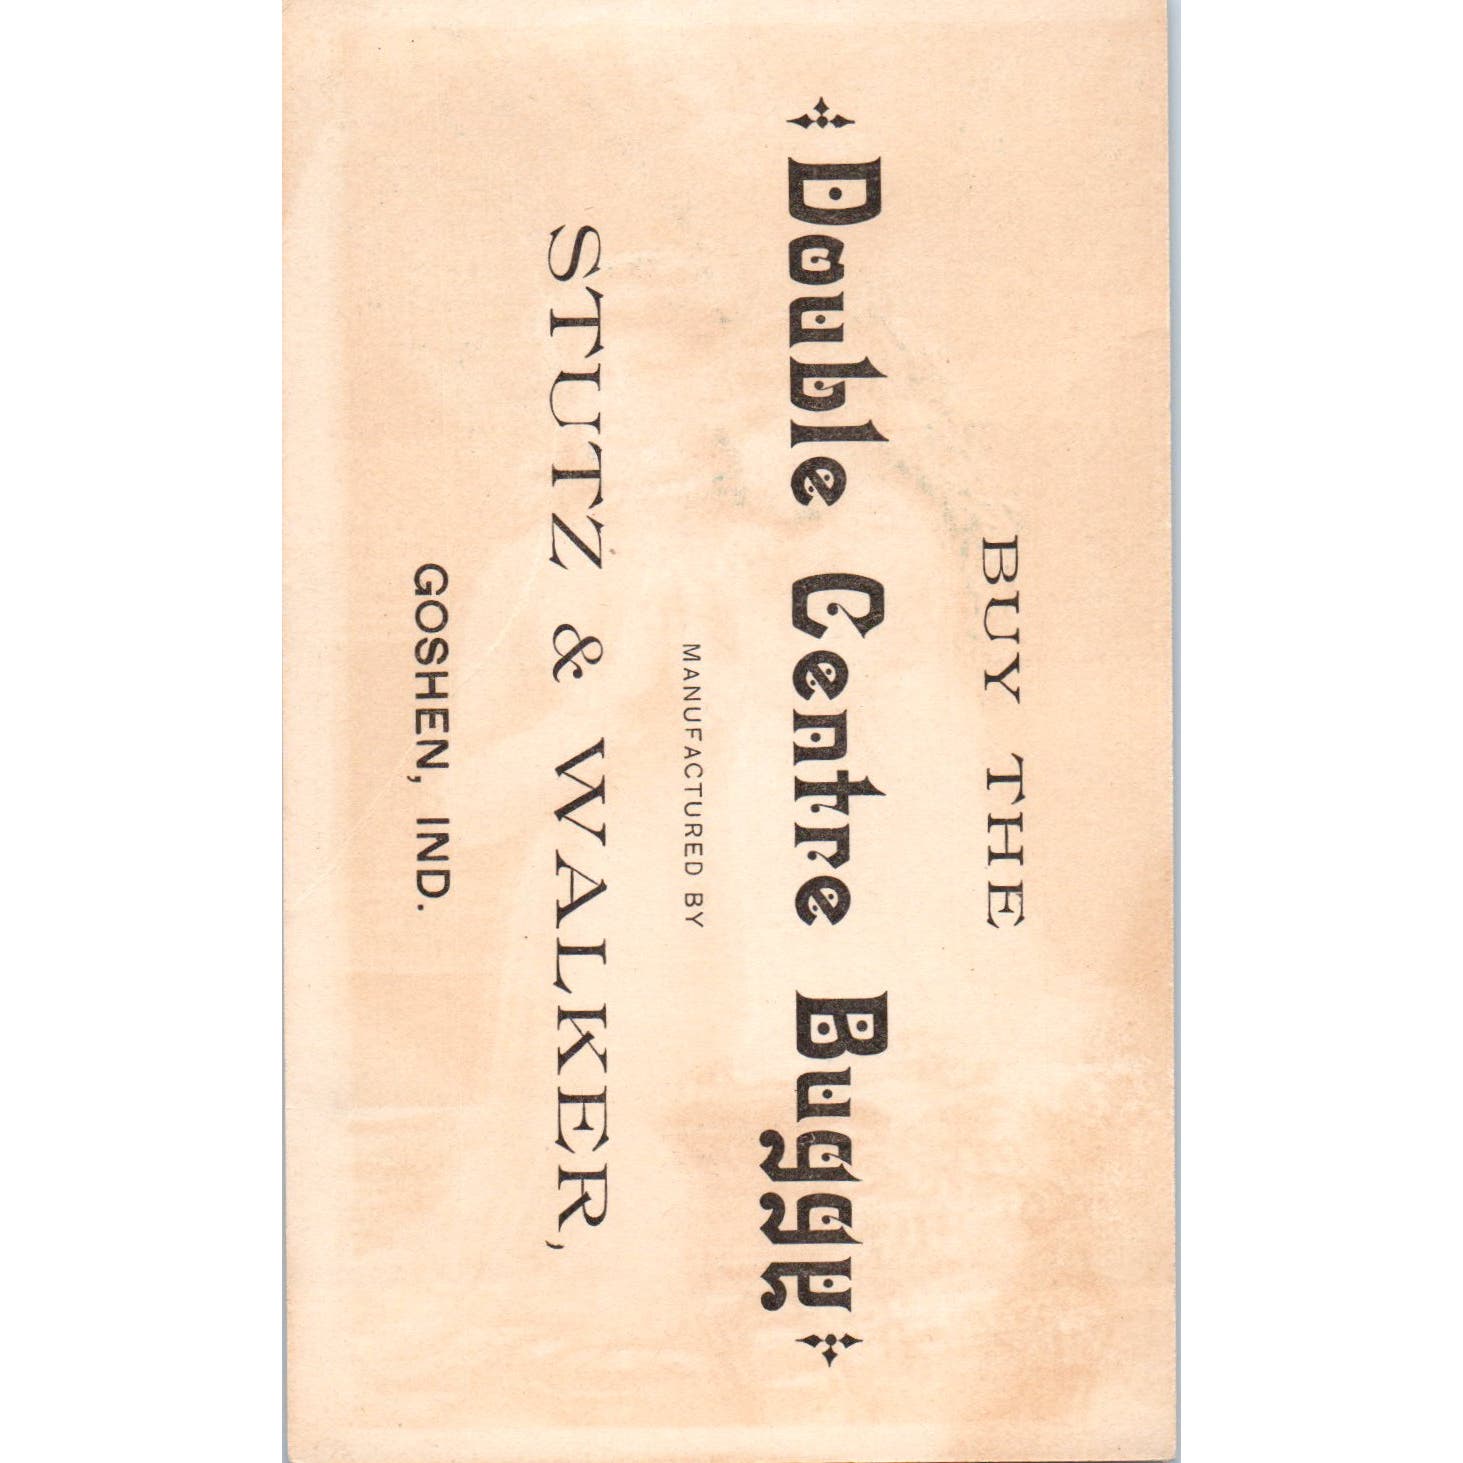 BUY THE
Double Centre Buggy
MANUFACTURED BY
STUTZ & WALKER,
GOSHEN, IND.